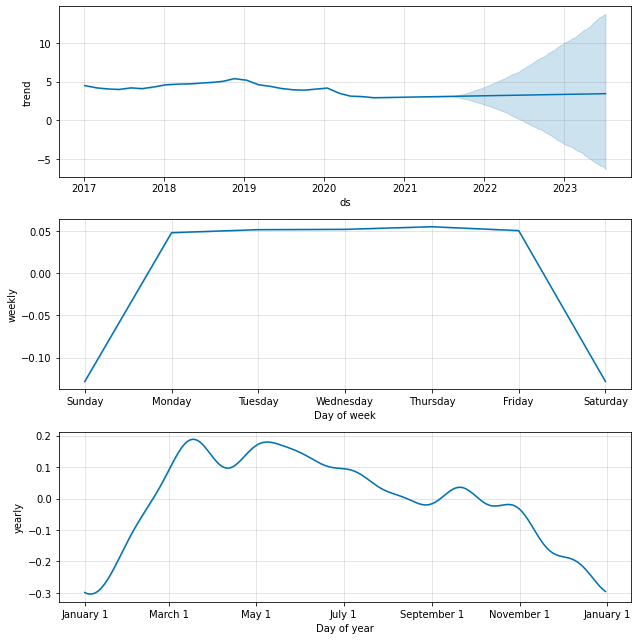 10
5
0
−5
trend
2017 2018 2019 2020 2021 2022 2023
ds
0.05
0.00
−0.05
−0.10
weekly
Sunday Monday Tuesday Wednesday Thursday Friday Saturday
Day of week
0.2
0.1
0.0
−0.1
−0.2
−0.3
yearly
January 1 March 1 May 1 July 1 September 1 November 1 January 1
Day of year